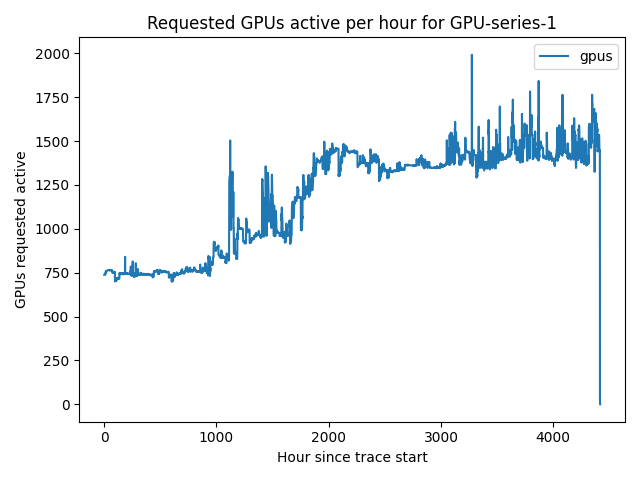 Requested GPUs active per hour for GPU-series-1
gpus
GPUs requested active
2000
1750
1500
1250
1000
750
500
250
0
0 1000 2000 3000 4000
Hour since trace start